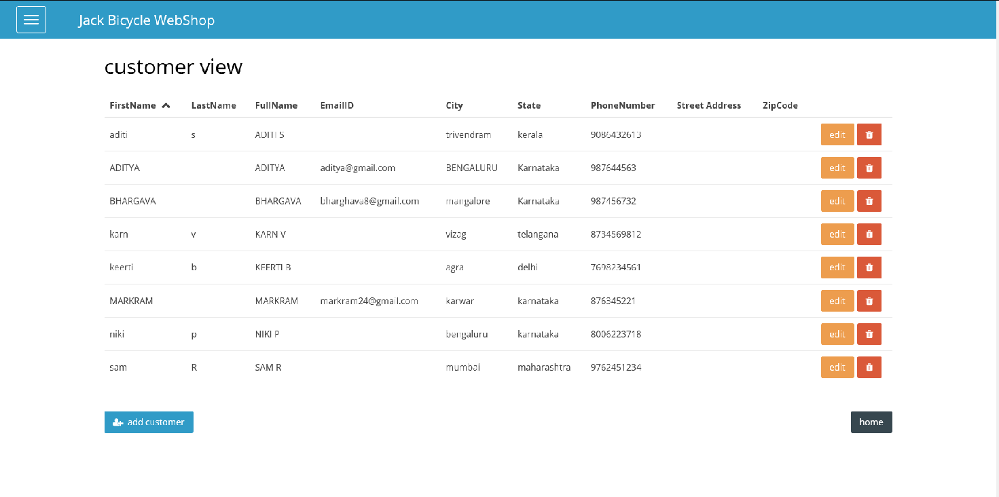 Jack Bicycle WebShop
customer view
FirstName LastName FullName EmailID City State PhoneNumber Street Address ZipCode
aditi s ADITI S trivendram kerala 9086432613 edit
ADITYA ADITYA aditya@gmail.com BENGALURU Karnataka 987644563 edit
BHARGAVA BHARGAVA bharghava8@gmail.com mangalore Karnataka 987456732 edit
karn v KARN V vizag telangana 8734569812 edit
keerti b KEERTI B agra delhi 7698234561 edit
MARKRAM MARKRAM markram24@gmail.com karwar karnataka 876345221 edit
niki p NIKI P bengaluru karnataka 8006223718 edit
sam R SAM R mumbai maharashtra 9762451234 edit
add customer home